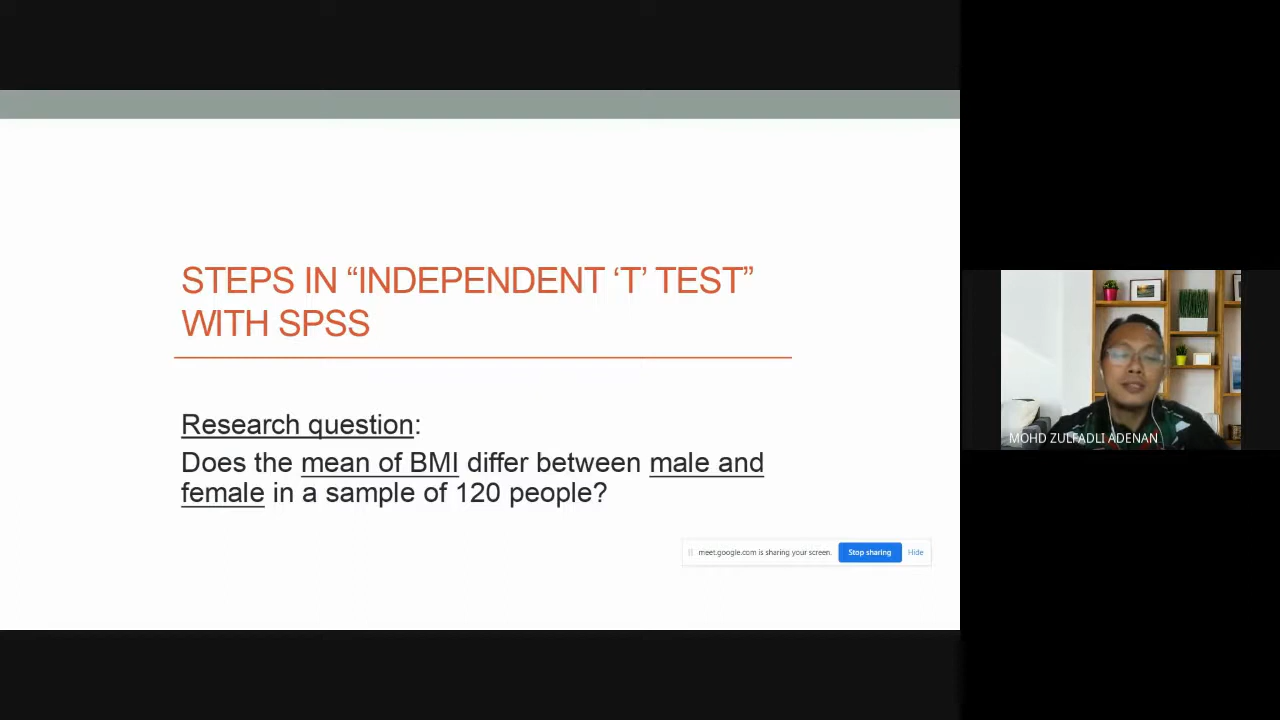 STEPS IN “INDEPENDENT ‘T’ TEST”
WITH SPSS
Research question:
Does the mean of BMI differ between male and
female in a sample of 120 people?
meet.google.com is sharing your screen. Stop sharing Hide
MOHD ZULFADLI ADENAN